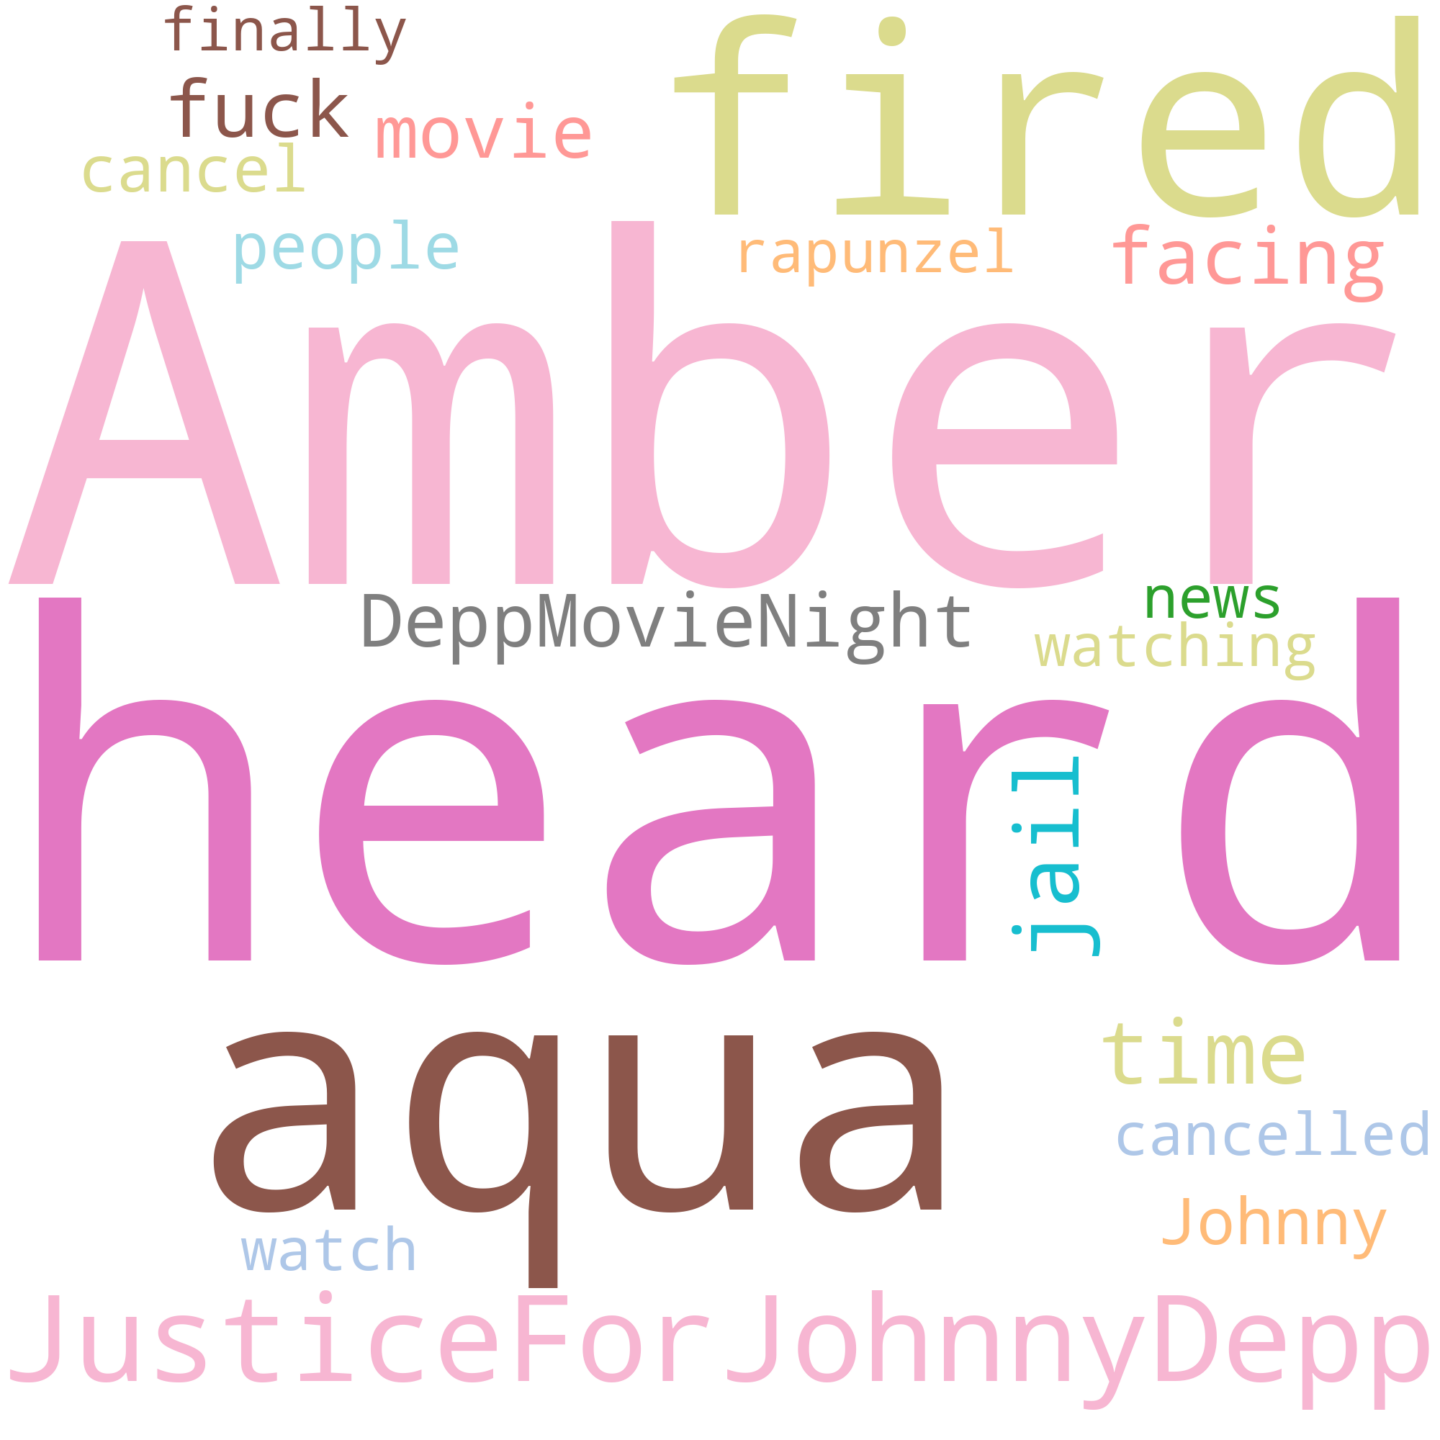 finally
fuck
movie
fired
cancel
people
rapunzel
facing
Amber
DeppMovieNight
news
watching
heard
jail
aqua
time
cancelled
watch
Johnny
JusticeForJohnnyDepp